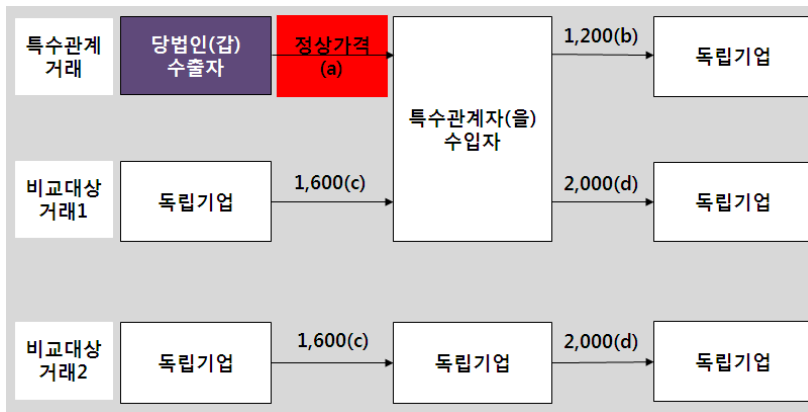 특수관계
거래
당법인(갑)
수출자
정상가격
(a)
특수관계자(을)
수입자
1,200(b)
독립기업
비교대상
거래1
독립기업
1,600(c)
2,000(d)
독립기업
비교대상
거래2
독립기업
1,600(c)
독립기업
2,000(d)
독립기업